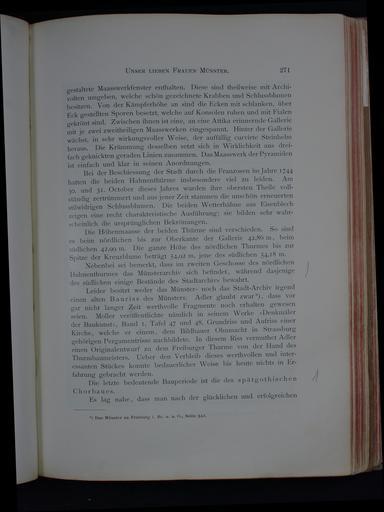 UNSER LIEBEN FRAUEN MÜNSTER. 271
gestaltete Maasswerkfenster enthalten. Diese sind theilweise mit Archi-
volten umgeben, welche schön gezeichnete Krabben und Schlussblumen
besitzen. Von der Kämpferhöhe an sind die Ecken mit schlanken, über
Eck gestellten Sporen besetzt, welche auf Konsolen ruhen und mit Fialen
gekrönt sind. Zwischen ihnen ist eine, an eine Attika erinnernde Gallerie
mit je zwei zweitheiligen Maasswerken eingespannt. Hinter der Gallerie
wächst, in sehr wirkungsvoller Weise, der auffällig curvirte Steinhelm
heraus. Die Krümmung desselben setzt sich in Wirklichkeit aus drei-
fach geknickten geraden Linien zusammen. Das Maasswerk der Pyramiden
ist einfach und klar in seinen Anordnungen.
Bei der Beschiessung der Stadt durch die Franzosen im Jahre 1744
hatten die beiden Hahnenthürme insbesondere viel zu leiden. Am
30. und 31. October dieses Jahres wurden ihre obersten Theile voll-
ständig zertrümmert und aus jener Zeit stammen die unschön erneuerten
stilwidrigen Schlussblumen. Die beiden Wetterhähne aus Eisenblech
zeigen eine recht charakteristische Ausführung; sie bilden sehr wahr-
scheinlich die ursprünglichen Bekrönungen.
Die Höhenmaasse der beiden Thürme sind verschieden. So sind
es beim nördlichen bis zur Oberkante der Gallerie 42,80 m, beim
südlichen 42,90 m. Die ganze Höhe des nördlichen Thurmes bis zur
Spitze der Kreuzblume beträgt 54,02 m, jene des südlichen 54,18 m.
Nebenbei sei bemerkt, dass im zweiten Geschosse des nördlichen
Hahnenthurmes das Münsterarchiv sich befindet, während dasjenige
des südlichen einige Bestände des Stadtarchivs bewahrt.
Leider besitzt weder das Münster- noch das Stadt-Archiv irgend
einen alten Bauriss des Münsters. Adler glaubt zwar*), dass vor
gar nicht langer Zeit werthvolle Fragmente noch erhalten gewesen
seien. Moller veröffentlichte nämlich in seinem Werke »Denkmäler
der Baukunst«, Band 1, Tafel 47 und 48, Grundriss und Aufriss einer
Kirche, welche er einem, dem Bildhauer Ohnmacht in Strassburg
gehörigen Pergamentrisse nachbildete. In diesem Riss vermuthet Adler
einen Originalentwurf zu dem Freiburger Thurme von der Hand des
Thurmbaumeisters. Ueber den Verbleib dieses werthvollen und inter-
essanten Stückes konnte bedauerlicher Weise bis heute nichts in Er-
fahrung gebracht werden.
Die letzte bedeutende Bauperiode ist die des spätgothischen
Chorbaues.
Es lag nahe, dass man nach der glücklichen und erfolgreichen
*) Das Münster zu Freiburg i. Br. a. a. O., Seite